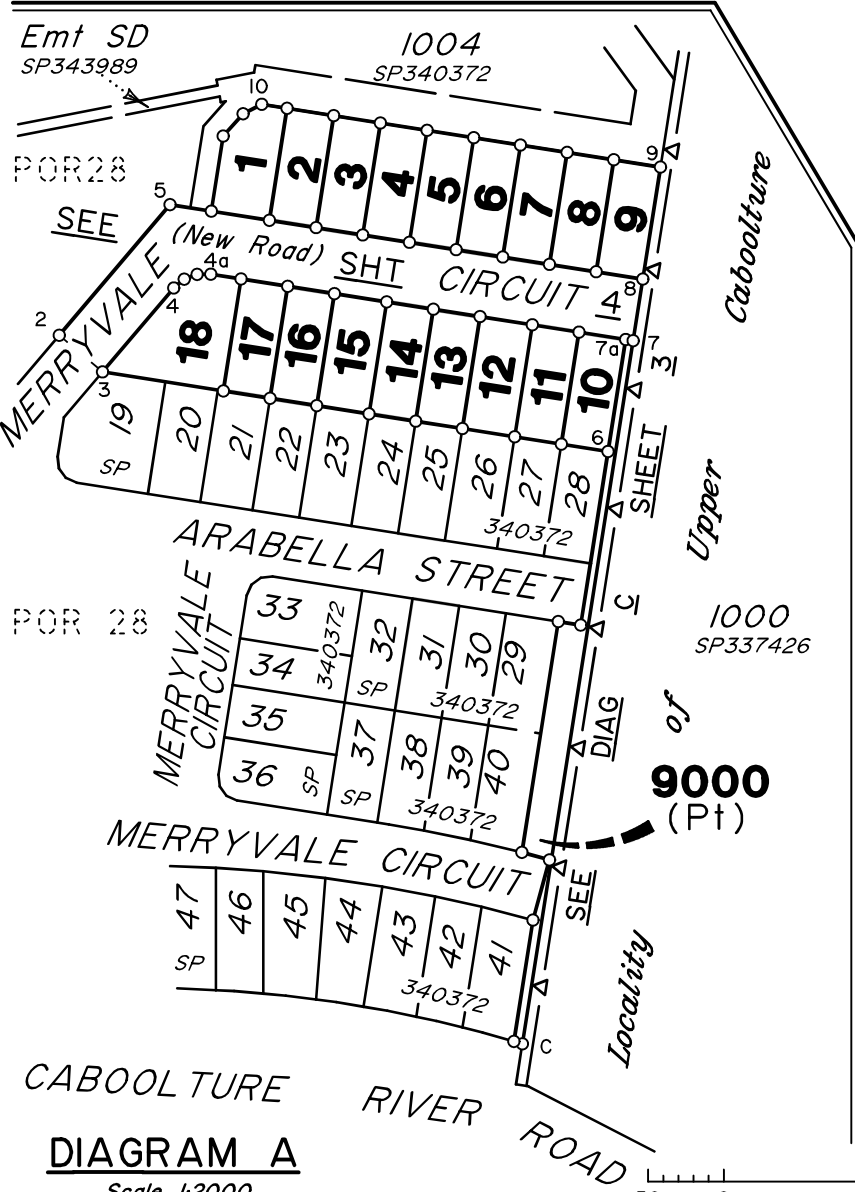 Emt SD
SP343989
1004
SP340372
10
9
POR28
1
2
3
4
5
6
7
8
9
5
SEE
(New Road)
SHT
CIRCUIT
4
8
4a
4
MERRYVALE
2
3
18
17
16
15
14
13
12
11
10
7a
7
6
Caboolture
3
SHEET
19
SP
20
21
22
23
24
25
26
27
28
340372
Upper
ARABELLA STREET
C
POR 28
MERRYVALE
CIRCUIT
33
340372
34
35
36
SP
32
SP
31
30
29
340372
37
SP
38
39
40
340372
1000
SP337426
of
DIAG
9000
(Pt)
MERRYVALE CIRCUIT
SEE
47
SP
46
45
44
43
42
41
340372
Locality
C
CABOOLTURE RIVER ROAD
DIAGRAM A
Scale 1:2000